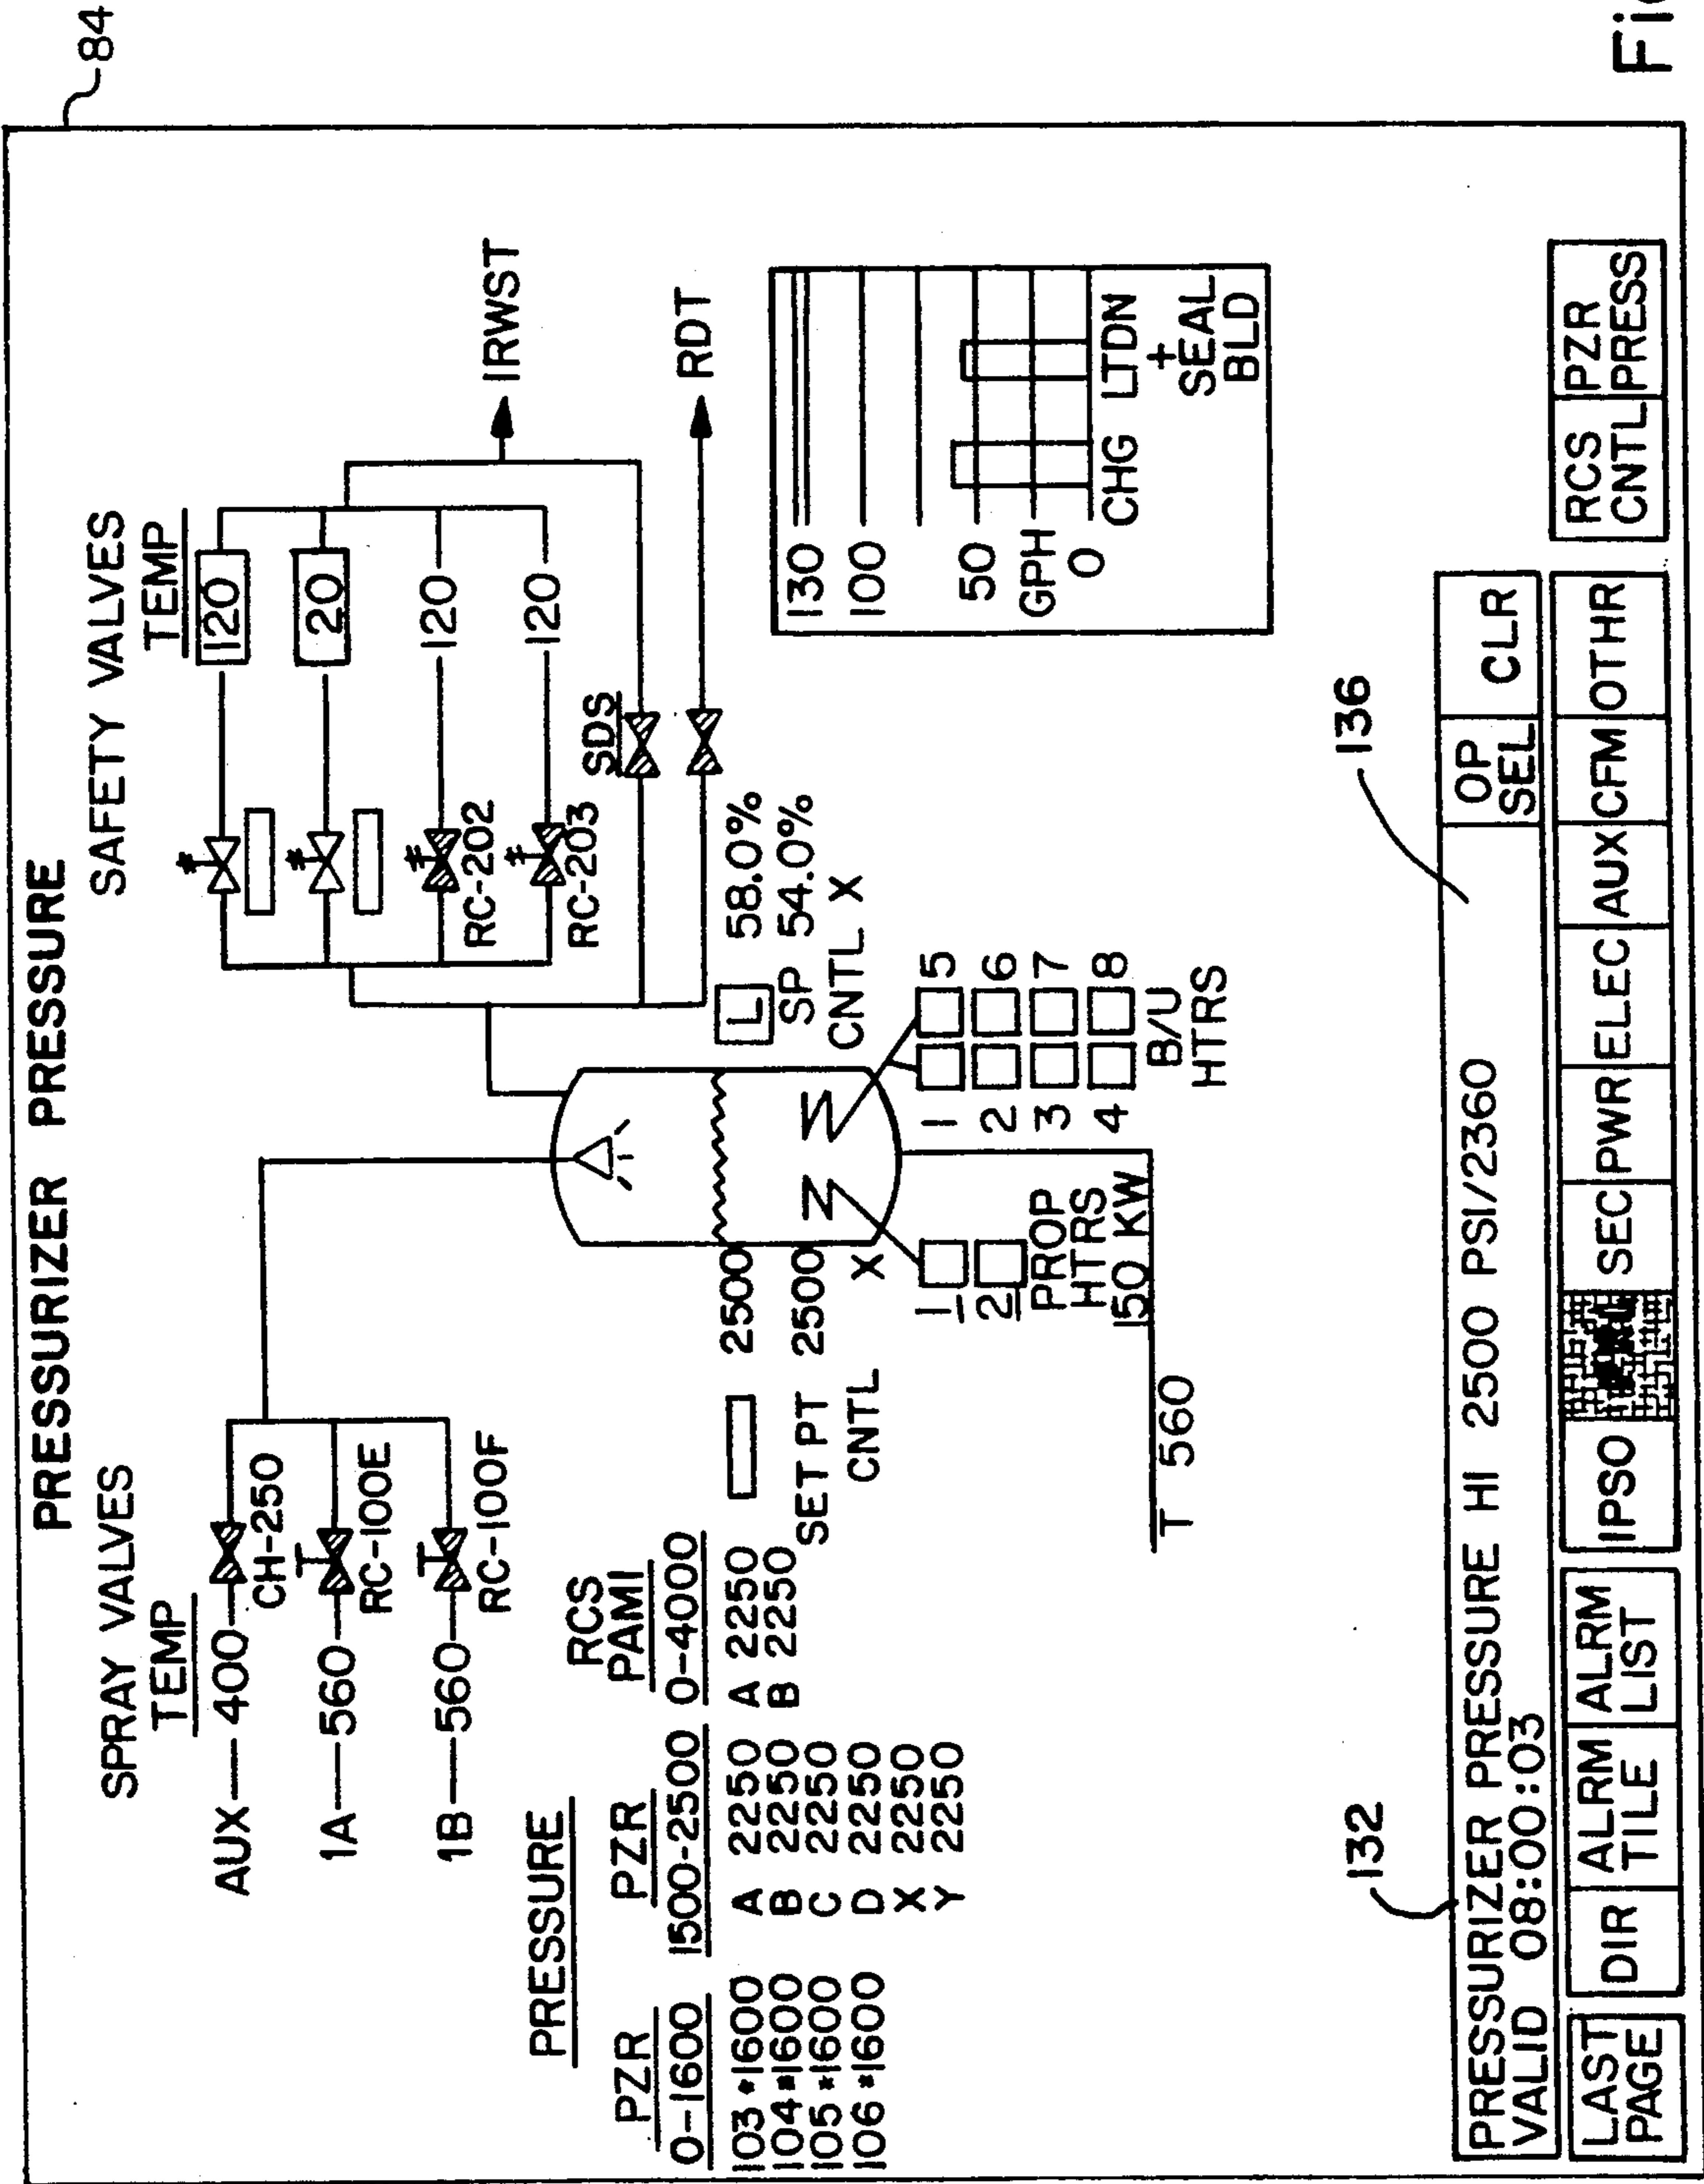 84
PRESSURIZER PRESSURE
SPRAY VALVES
TEMP
AUX 400
CH-250
1A 560
RC-100E
1B 560
RC-100F
SAFETY VALVES
TEMP
120
20
120
RC-202
120
RC-203
IRWST
SDS
RDT
PRESSURE
PZR
0-1600
103 *1600
104 *1600
105 *1600
106 *1600
PZR
1500-2500
A 2250
B 2250
C 2250
D 2250
X 2250
Y 2250
RCS
PAMI
0-4000
A 2250
B 2250
2500
SET PT 2500
CNTL X
L 58.0%
SP 54.0%
CNTL X
1
2
PROP
HTRS
150 KW
1 5
2 6
3 7
4 8
B/U
HTRS
T 560
130
100
50
GPH
0
CHG LTDN
+
SEAL
BLD
132
136
PRESSURIZER PRESSURE HI 2500 PSI/2360
VALID 08:00:03
OP
SEL
CLR
LAST
PAGE
DIR
ALRM
TILE
ALRM
LIST
IPSO
SEC
PWR
ELEC
AUX
CFM
OTHR
RCS
CNTL
PZR
PRESS